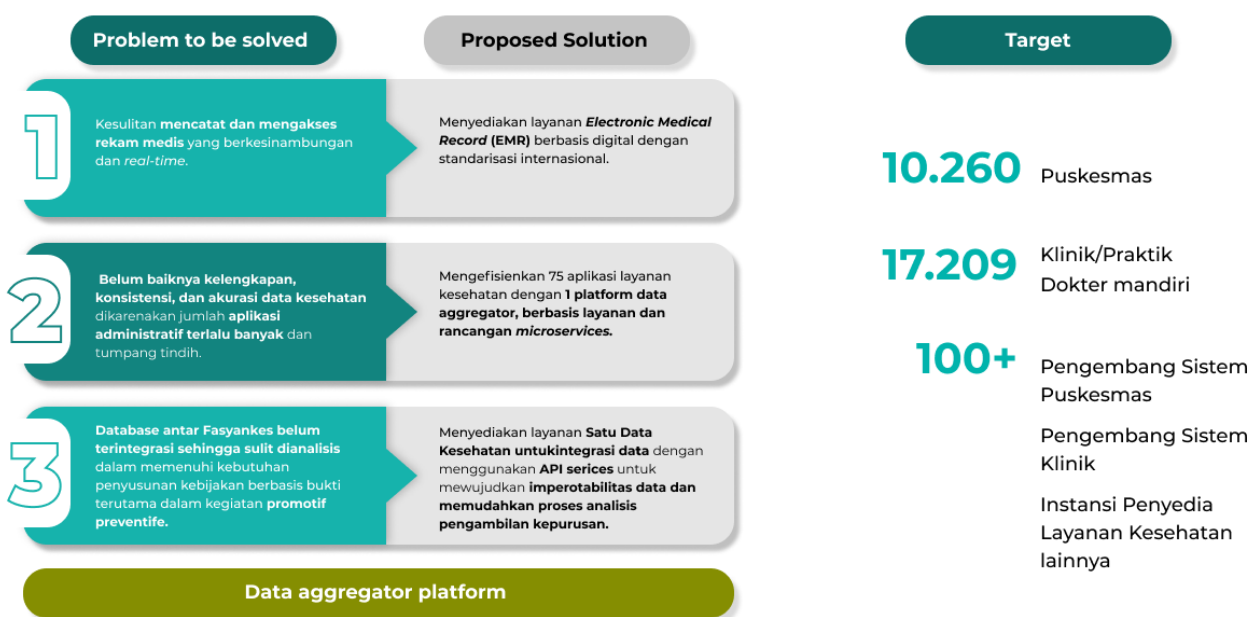 Problem to be solved
Proposed Solution
Target
1
Kesulitan mencatat dan mengakses
rekam medis yang berkesinambungan
dan real-time.
Menyediakan layanan Electronic Medical
Record (EMR) berbasis digital dengan
standarisasi internasional.
2
Belum baiknya kelengkapan,
konsistensi, dan akurasi data kesehatan
dikarenakan jumlah aplikasi
administratif terlalu banyak dan
tumpang tindih.
Mengefisienkan 75 aplikasi layanan
kesehatan dengan 1 platform data
aggregator, berbasis layanan dan
rancangan microservices.
3
Database antar Fasyankes belum
terintegrasi sehingga sulit dianalisis
dalam memenuhi kebutuhan
penyusunan kebijakan berbasis bukti
terutama dalam kegiatan promotif
preventife.
Menyediakan layanan Satu Data
Kesehatan untukintegrasi data dengan
menggunakan API serices untuk
mewujudkan imperotabilitas data dan
memudahkan proses analisis
pengambilan kepurusan.
Data aggregator platform
10.260 Puskesmas
17.209 Klinik/Praktik
Dokter mandiri
100+ Pengembang Sistem
Puskesmas
Pengembang Sistem
Klinik
Instansi Penyedia
Layanan Kesehatan
lainnya